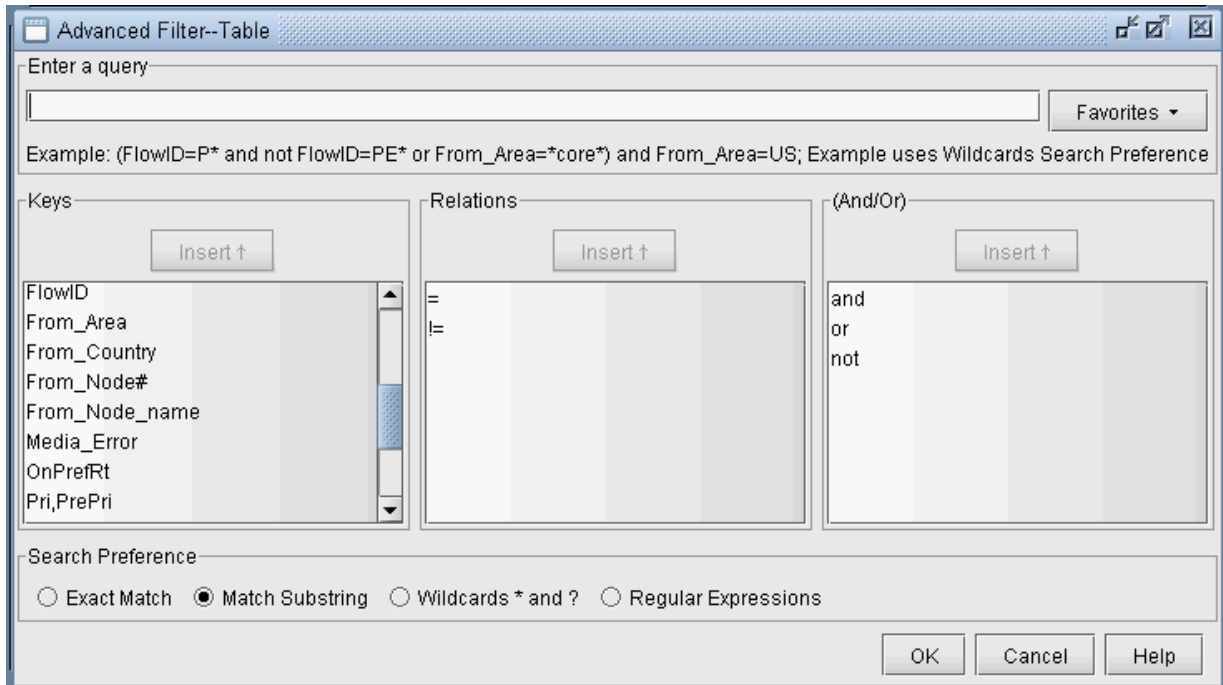 Advanced Filter--Table
Enter a query
Favorites
Example: (FlowID=P* and not FlowID=PE* or From_Area=*core*) and From_Area=US; Example uses Wildcards Search Preference
Keys
Insert ↑
FlowID
From_Area
From_Country
From_Node#
From_Node_name
Media_Error
OnPrefRt
Pri,PrePri
Relations
Insert ↑
=
!=
(And/Or)
Insert ↑
and
or
not
Search Preference
Exact Match Match Substring Wildcards * and ? Regular Expressions
OK Cancel Help